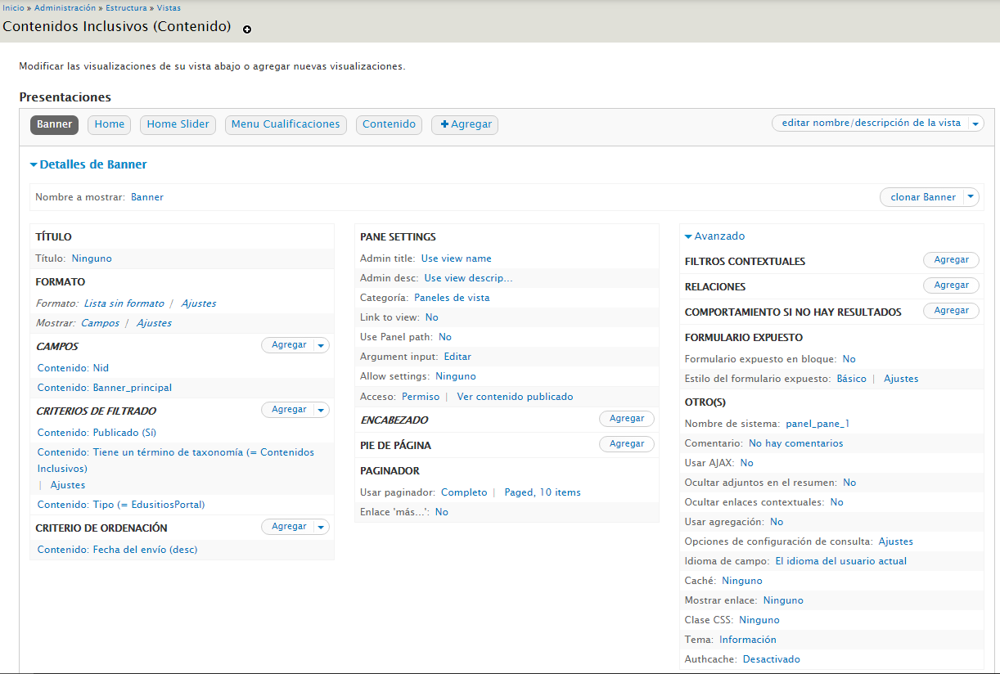 Inicio » Administración » Estructura » Vistas
Contenidos Inclusivos (Contenido)
Modificar las visualizaciones de su vista abajo o agregar nuevas visualizaciones.
Presentaciones
Banner Home Home Slider Menu Cualificaciones Contenido Agregar editar nombre/descripción de la vista
Detalles de Banner
Nombre a mostrar: Banner clonar Banner
TÍTULO
Título: Ninguno
FORMATO
Formato: Lista sin formato | Ajustes
Mostrar: Campos | Ajustes
CAMPOS Agregar
Contenido: Nid
Contenido: Banner_principal
CRITERIOS DE FILTRADO Agregar
Contenido: Publicado (Sí)
Contenido: Tiene un término de taxonomía (= Contenidos
Inclusivos)
| Ajustes
Contenido: Tipo (= EdusitiosPortal)
CRITERIO DE ORDENACIÓN Agregar
Contenido: Fecha del envío (desc)
PANE SETTINGS
Admin title: Use view name
Admin desc: Use view descrip...
Categoría: Paneles de vista
Link to view: No
Use Panel path: No
Argument input: Editar
Allow settings: Ninguno
Acceso: Permiso | Ver contenido publicado
ENCABEZADO Agregar
PIE DE PÁGINA Agregar
PAGINADOR
Usar paginador: Completo | Paged, 10 items
Enlace 'más...': No
Avanzado
FILTROS CONTEXTUALES Agregar
RELACIONES Agregar
COMPORTAMIENTO SI NO HAY RESULTADOS Agregar
FORMULARIO EXPUESTO
Formulario expuesto en bloque: No
Estilo del formulario expuesto: Básico | Ajustes
OTRO(S)
Nombre de sistema: panel_pane_1
Comentario: No hay comentarios
Usar AJAX: No
Ocultar adjuntos en el resumen: No
Ocultar enlaces contextuales: No
Usar agregación: No
Opciones de configuración de consulta: Ajustes
Idioma de campo: El idioma del usuario actual
Caché: Ninguno
Mostrar enlace: Ninguno
Clase CSS: Ninguno
Tema: Información
Authcache: Desactivado